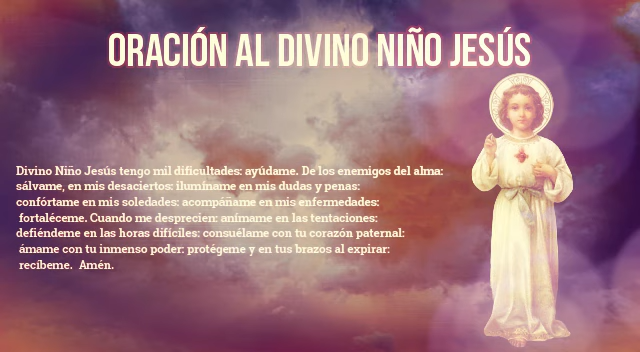 ORACIÓN AL DIVINO NIÑO JESÚS
Divino Niño Jesús tengo mil dificultades: ayúdame. De los enemigos del alma:
sálvame, en mis desaciertos: ilumíname en mis dudas y penas:
confórtame en mis soledades: acompáñame en mis enfermedades:
fortaléceme. Cuando me desprecien: anímame en las tentaciones:
defiéndeme en las horas difíciles: consuélame con tu corazón paternal:
ámame con tu inmenso poder: protégeme y en tus brazos al expirar:
recíbeme. Amén.